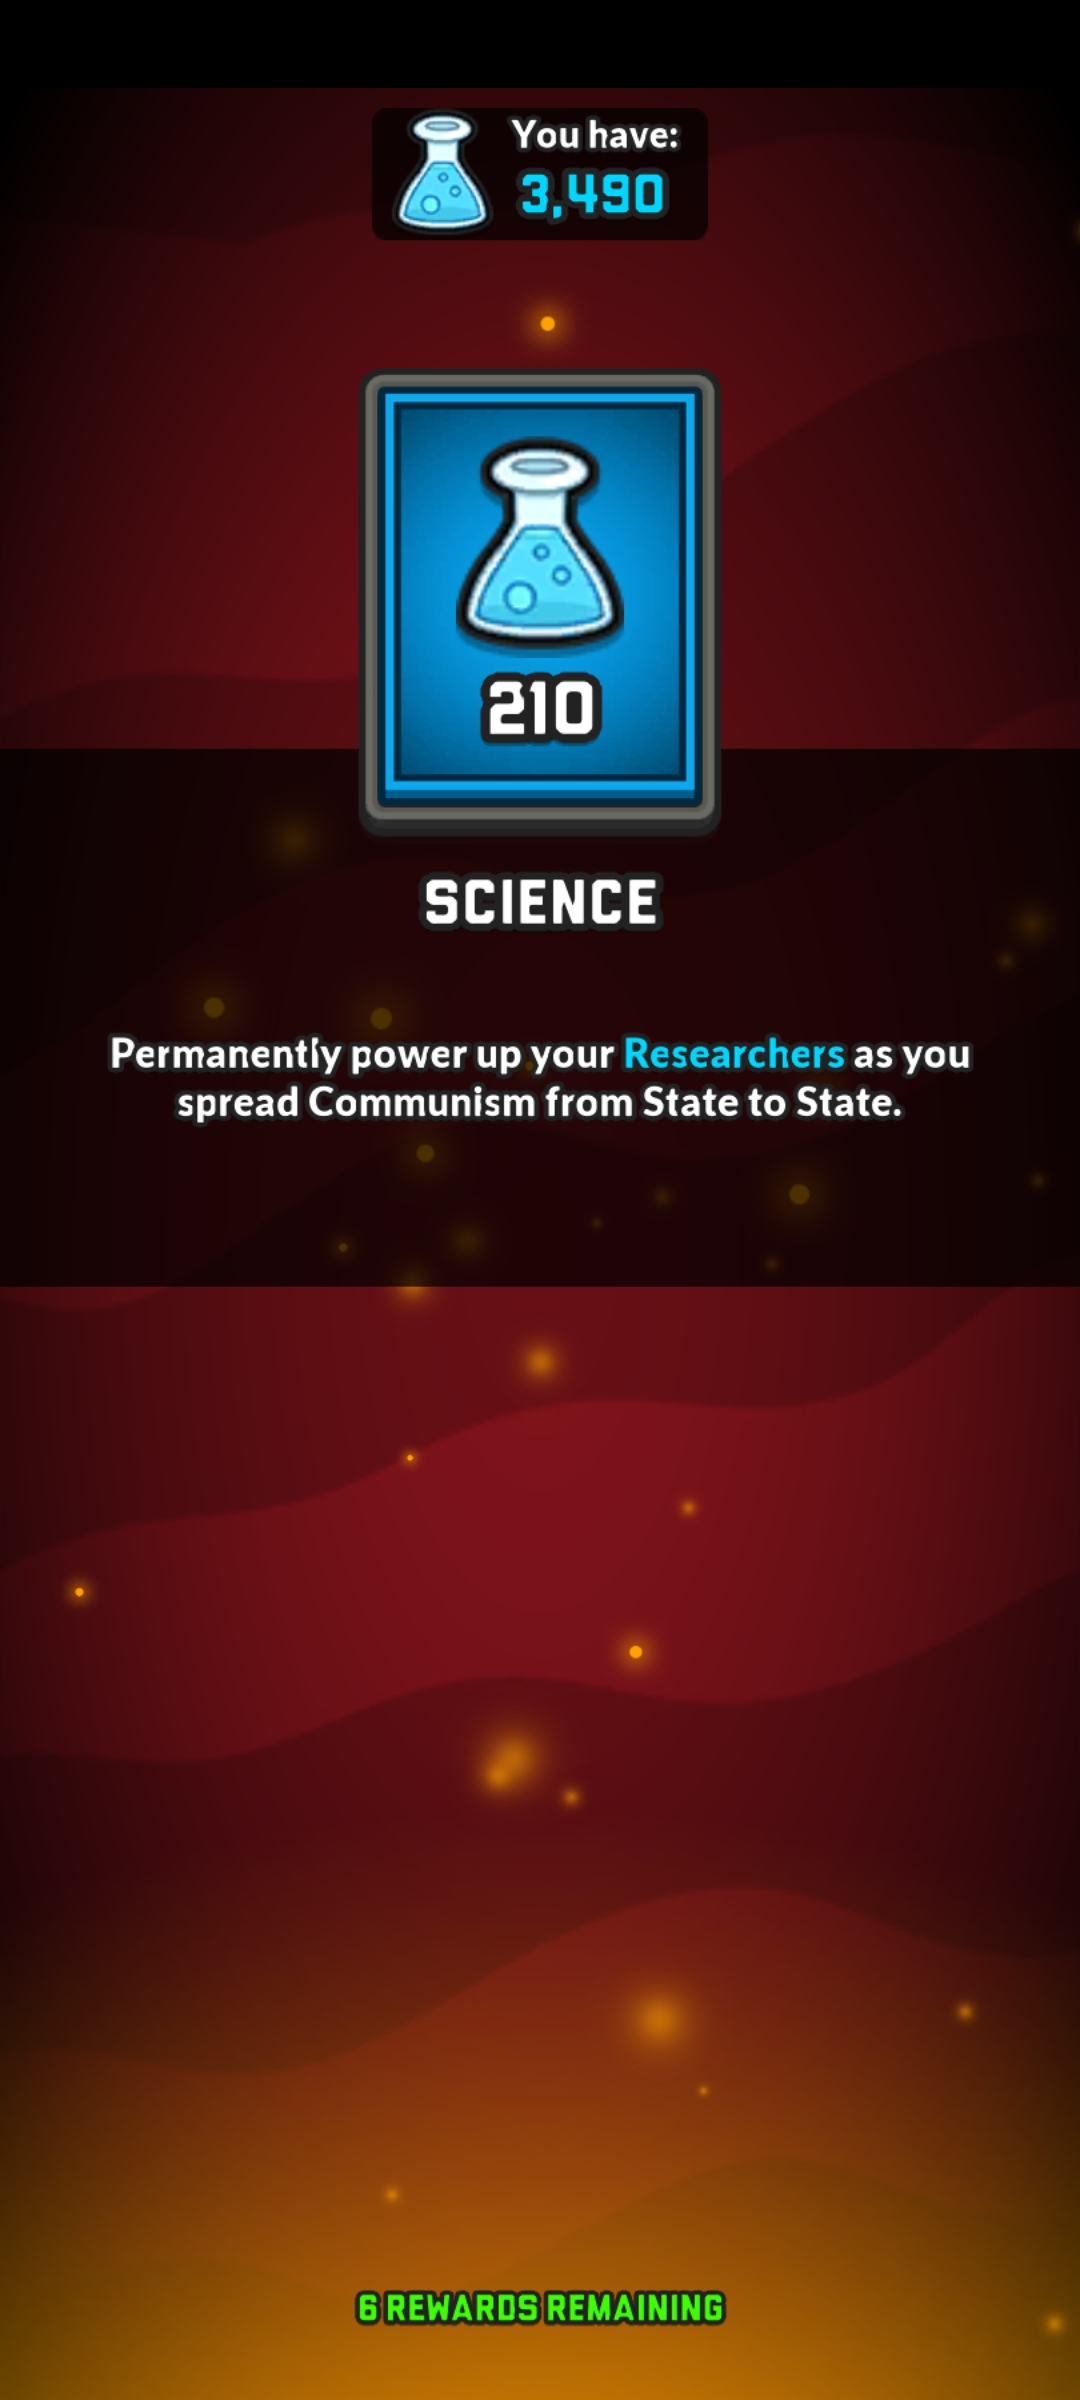 You have:
3,490
210
SCIENCE
Permanently power up your Researchers as you
spread Communism from State to State.
6 REWARDS REMAINING